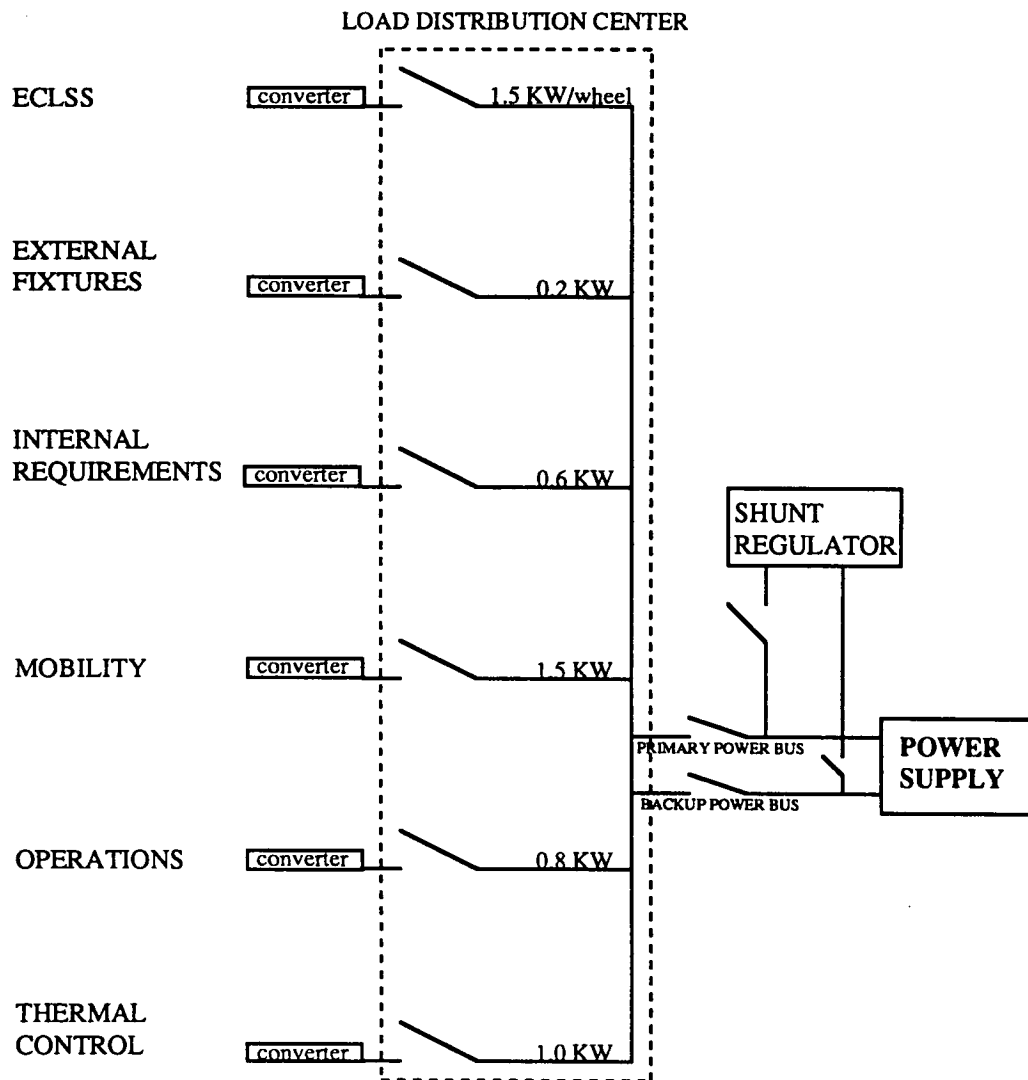 LOAD DISTRIBUTION CENTER
ECLSS
converter
1.5 KW/wheel
EXTERNAL
FIXTURES
converter
0.2 KW
INTERNAL
REQUIREMENTS
converter
0.6 KW
SHUNT
REGULATOR
MOBILITY
converter
1.5 KW
PRIMARY POWER BUS
BACKUP POWER BUS
POWER
SUPPLY
OPERATIONS
converter
0.8 KW
THERMAL
CONTROL
converter
1.0 KW